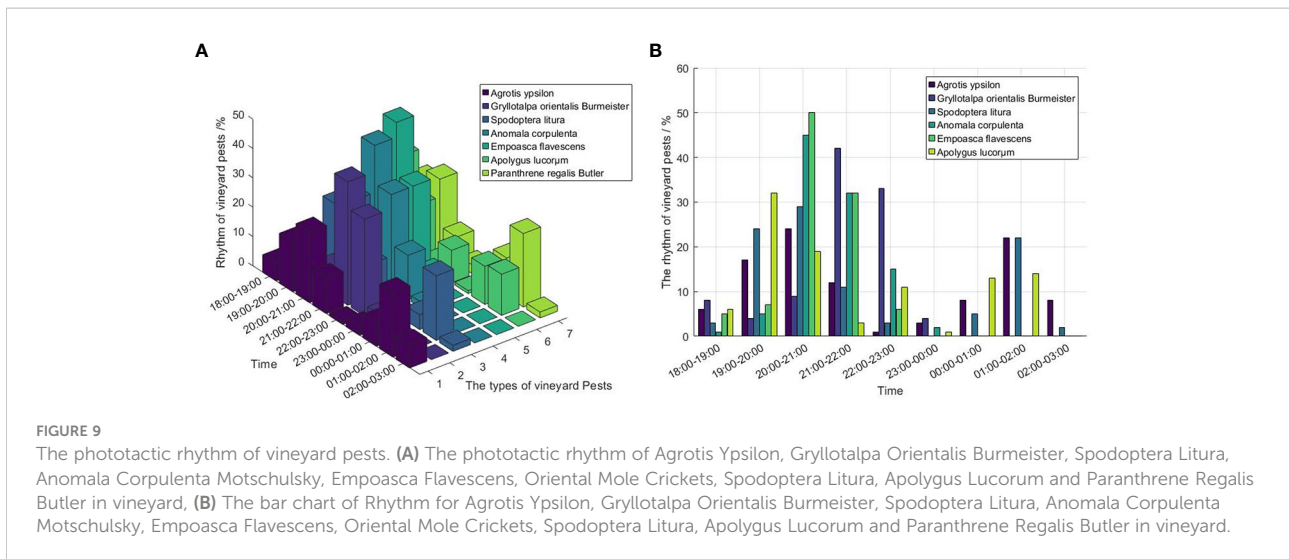 A
Agrotis ypsilon
Gryllotalpa orientalis Burmeister
Spodoptera litura
Anomala corpulenta
Empoasca flavescens
Apolygus lucorum
Paranthrene regalis Butler
Rhythm of vineyard pests /%
50
40
30
20
10
0
18:00-19:00
19:00-20:00
20:00-21:00
21:00-22:00
22:00-23:00
23:00-00:00
00:00-01:00
01:00-02:00
02:00-03:00
Time
1
2
3
4
5
6
7
The types of vineyard Pests
B
Agrotis ypsilon
Gryllotalpa orientalis Burmeister
Spodoptera litura
Anomala corpulenta
Empoasca flavescens
Apolygus lucorum
The rhythm of vineyard pests / %
60
50
40
30
20
10
0
18:00-19:00
19:00-20:00
20:00-21:00
21:00-22:00
22:00-23:00
23:00-00:00
00:00-01:00
01:00-02:00
02:00-03:00
Time
FIGURE 9
The phototactic rhythm of vineyard pests. (A) The phototactic rhythm of Agrotis Ypsilon, Gryllotalpa Orientalis Burmeister, Spodoptera Litura,
Anomala Corpulenta Motschulsky, Empoasca Flavescens, Oriental Mole Crickets, Spodoptera Litura, Apolygus Lucorum and Paranthrene Regalis
Butler in vineyard, (B) The bar chart of Rhythm for Agrotis Ypsilon, Gryllotalpa Orientalis Burmeister, Spodoptera Litura, Anomala Corpulenta
Motschulsky, Empoasca Flavescens, Oriental Mole Crickets, Spodoptera Litura, Apolygus Lucorum and Paranthrene Regalis Butler in vineyard.